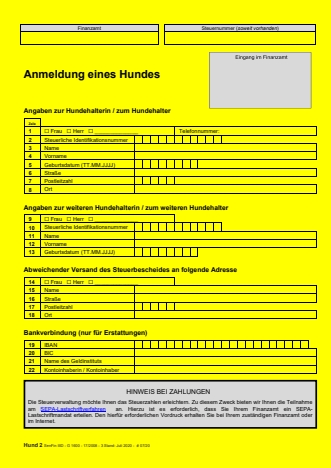 Finanzamt
Steuernummer (soweit vorhanden)
Eingang im Finanzamt
Anmeldung eines Hundes
Angaben zur Hundehalterin / zum Hundehalter
Zeile
1 ☐ Frau ☐ Herr ☐ Telefonnummer:
2 Steuerliche Identifikationsnummer
3 Name
4 Vorname
5 Geburtsdatum (TT.MM.JJJJ)
6 Straße
7 Postleitzahl
8 Ort
Angaben zur weiteren Hundehalterin / zum weiteren Hundehalter
9 ☐ Frau ☐ Herr ☐
10 Steuerliche Identifikationsnummer
11 Name
12 Vorname
13 Geburtsdatum (TT.MM.JJJJ)
Abweichender Versand des Steuerbescheides an folgende Adresse
14 ☐ Frau ☐ Herr ☐
15 Name
16 Straße
17 Postleitzahl
18 Ort
Bankverbindung (nur für Erstattungen)
19 IBAN
20 BIC
21 Name des Geldinstituts
22 Kontoinhaberin / Kontoinhaber
HINWEIS BEI ZAHLUNGEN
Die Steuerverwaltung möchte Ihnen das Steuerzahlen erleichtern. Zu diesem Zweck bieten wir Ihnen die Teilnahme
am SEPA-Lastschriftverfahren an. Hierzu ist es erforderlich, dass Sie Ihrem Finanzamt ein SEPA-
Lastschriftmandat erteilen. Den hierfür erforderlichen Vordruck erhalten Sie bei Ihrem zuständigen Finanzamt oder
im Internet.
Hund 2